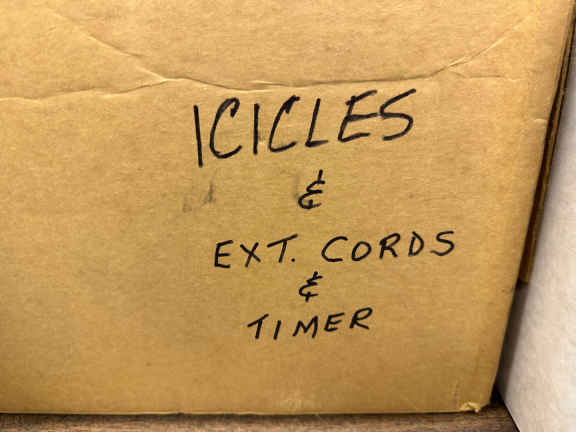 ICICLES
&
EXT. CORDS
&
TIMER